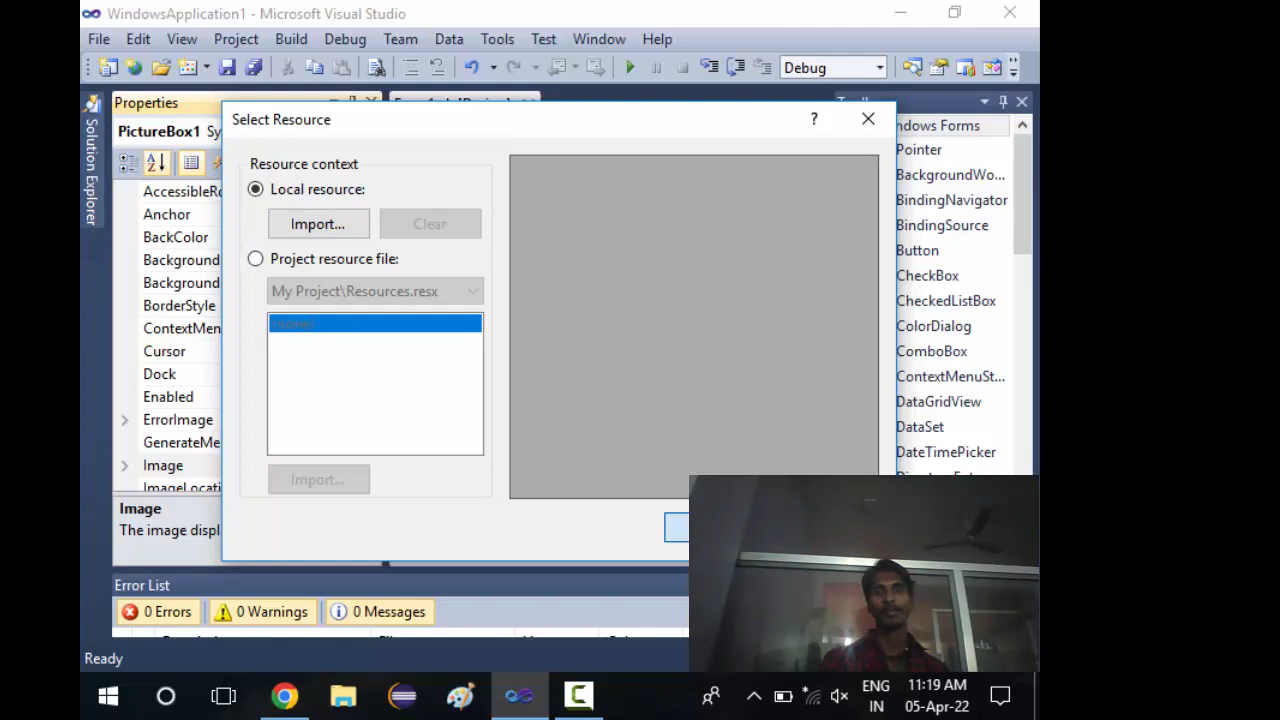 WindowsApplication1 - Microsoft Visual Studio
File Edit View Project Build Debug Team Data Tools Test Window Help
Debug
Properties
Solution Explorer
PictureBox1
AccessibleRo
Anchor
BackColor
Background
Background
BorderStyle
ContextMen
Cursor
Dock
Enabled
ErrorImage
GenerateMe
Image
ImageLocati
Image
The image displ
Select Resource
?
Resource context
Local resource:
Import...
Clear
Project resource file:
My Project\Resources.resx
Import...
ndows Forms
Pointer
BackgroundWo...
BindingNavigator
BindingSource
Button
CheckBox
CheckedListBox
ColorDialog
ComboBox
ContextMenuSt...
DataGridView
DataSet
DateTimePicker
Error List
0 Errors
0 Warnings
0 Messages
Ready
ENG
IN
11:19 AM
05-Apr-22